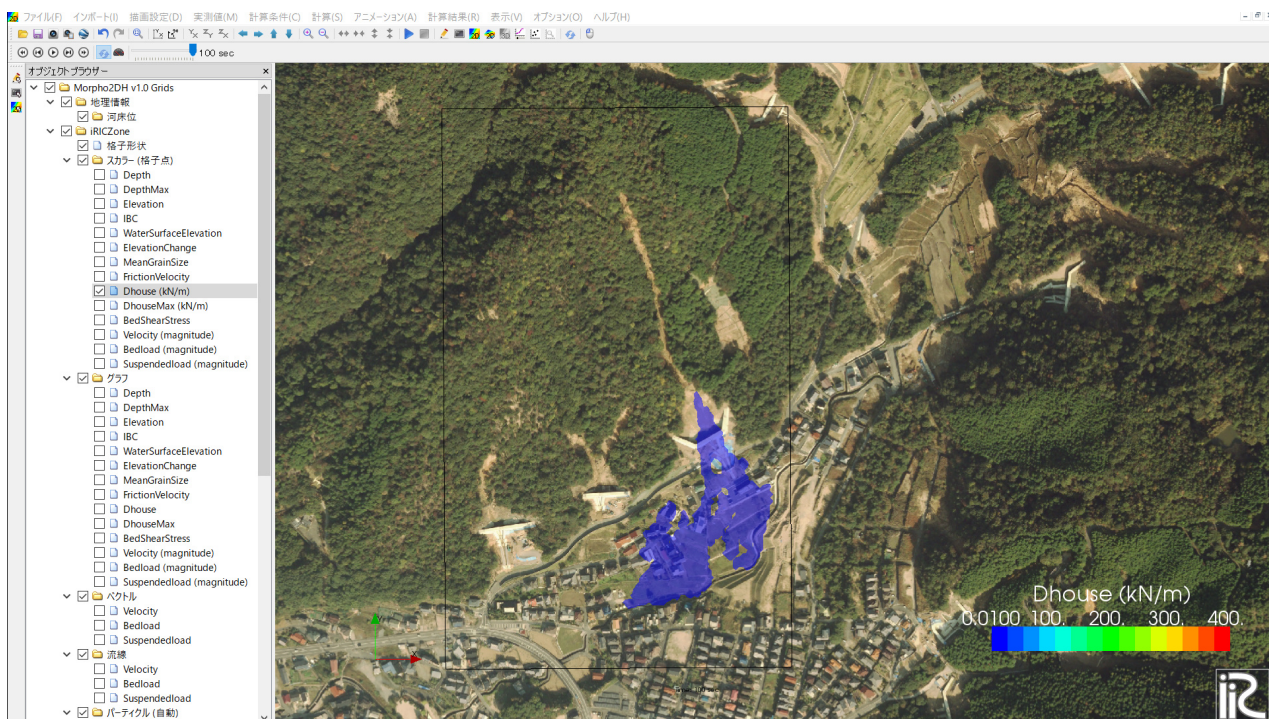 ファイル(F) インポート(I) 描画設定(D) 実測値(M) 計算条件(C) 計算(S) アニメーション(A) 計算結果(R) 表示(V) オプション(O) ヘルプ(H)
100 sec
オブジェクト ブラウザー
Morpho2DH v1.0 Grids
地理情報
河床位
iRICZone
格子形状
スカラー (格子点)
Depth
DepthMax
Elevation
IBC
WaterSurfaceElevation
ElevationChange
MeanGrainSize
FrictionVelocity
Dhouse (kN/m)
DhouseMax (kN/m)
BedShearStress
Velocity (magnitude)
Bedload (magnitude)
Suspendedload (magnitude)
グラフ
Depth
DepthMax
Elevation
IBC
WaterSurfaceElevation
ElevationChange
MeanGrainSize
FrictionVelocity
Dhouse
DhouseMax
BedShearStress
Velocity (magnitude)
Bedload (magnitude)
Suspendedload (magnitude)
ベクトル
Velocity
Bedload
Suspendedload
流線
Velocity
Bedload
Suspendedload
パーティクル (自動)
Dhouse (kN/m)
0.0100 100. 200. 300. 400.
iRIC